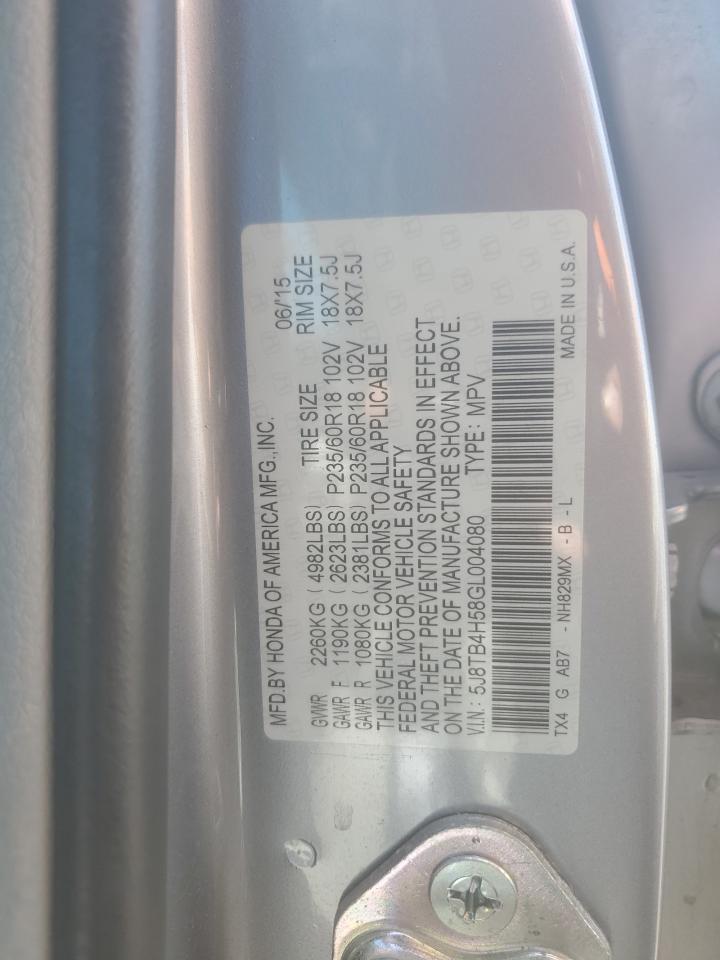 MFD.BY HONDA OF AMERICA MFG.,INC. 06/'15
GVWR 2260KG ( 4982LBS) TIRE SIZE RIM SIZE
GAWR F 1190KG ( 2623LBS) P235/60R18 102V 18X7.5J
GAWR R 1080KG ( 2381LBS) P235/60R18 102V 18X7.5J
THIS VEHICLE CONFORMS TO ALL APPLICABLE
FEDERAL MOTOR VEHICLE SAFETY
AND THEFT PREVENTION STANDARDS IN EFFECT
ON THE DATE OF MANUFACTURE SHOWN ABOVE.
V.I.N.: 5J8TB4H58GL004080 TYPE: MPV
TX4 G AB7 - NH829MX - B - L MADE IN U.S.A.